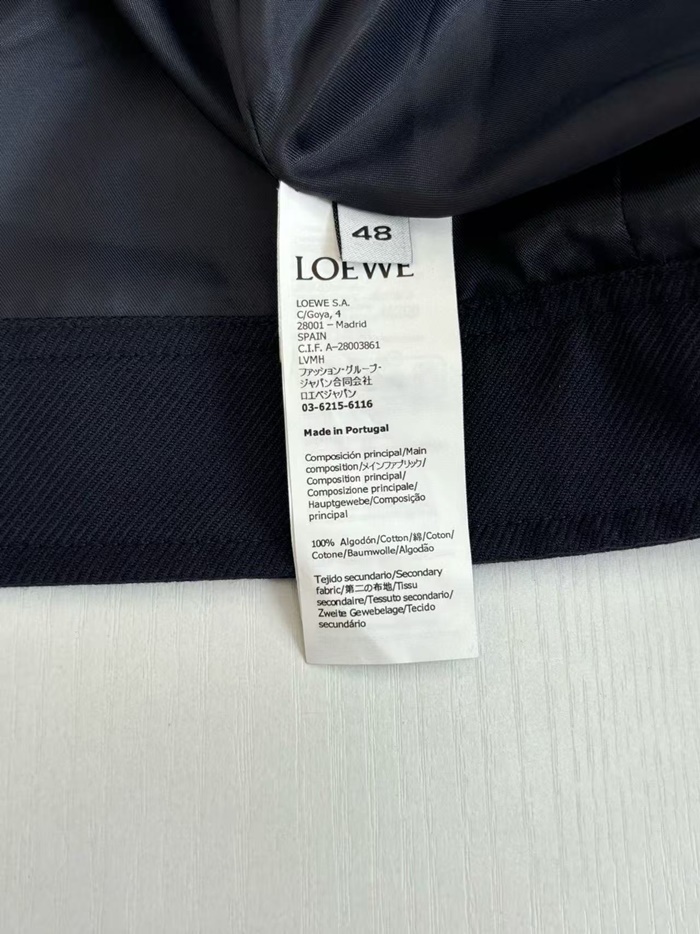 48
LOEWE
LOEWE S.A.
C/Goya, 4
28001 – Madrid
SPAIN
C.I.F. A-28003861
LVMH
ファッション・グループ・
ジャパン合同会社
ロエベジャパン
03-6215-6116
Made in Portugal
Composición principal/Main
composition/メインファブリック/
Composition principal/
Composizione principale/
Hauptgewebe/Composição
principal
100% Algodón/Cotton/綿/Coton/
Cotone/Baumwolle/Algodão
Tejido secundario/Secondary
fabric/第二の布地/Tissu
secondaire/Tessuto secondario/
Zweite Gewebelage/Tecido
secundário